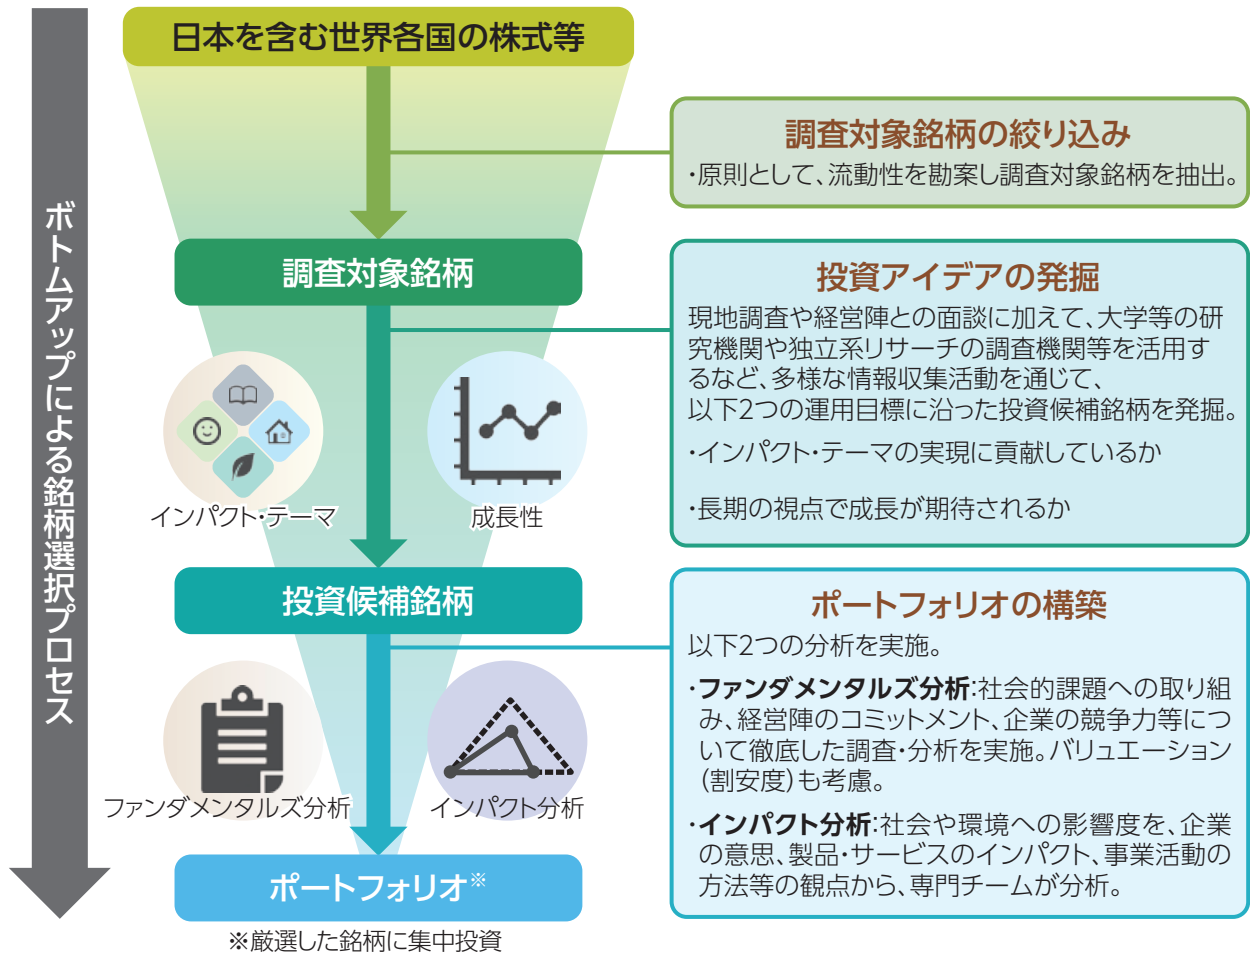 日本を含む世界各国の株式等
ボトムアップによる銘柄選択プロセス
調査対象銘柄の絞り込み
・原則として、流動性を勘案し調査対象銘柄を抽出。
調査対象銘柄
投資アイデアの発掘
現地調査や経営陣との面談に加えて、大学等の研
究機関や独立系リサーチの調査機関等を活用す
るなど、多様な情報収集活動を通じて、
以下2つの運用目標に沿った投資候補銘柄を発掘。
・インパクト・テーマの実現に貢献しているか
・長期の視点で成長が期待されるか
インパクト・テーマ
成長性
投資候補銘柄
ポートフォリオの構築
以下2つの分析を実施。
・ファンダメンタルズ分析:社会的課題への取り組
み、経営陣のコミットメント、企業の競争力等につ
いて徹底した調査・分析を実施。バリュエーション
(割安度)も考慮。
・インパクト分析:社会や環境への影響度を、企業
の意思、製品・サービスのインパクト、事業活動の
方法等の観点から、専門チームが分析。
ファンダメンタルズ分析
インパクト分析
ポートフォリオ※
※厳選した銘柄に集中投資